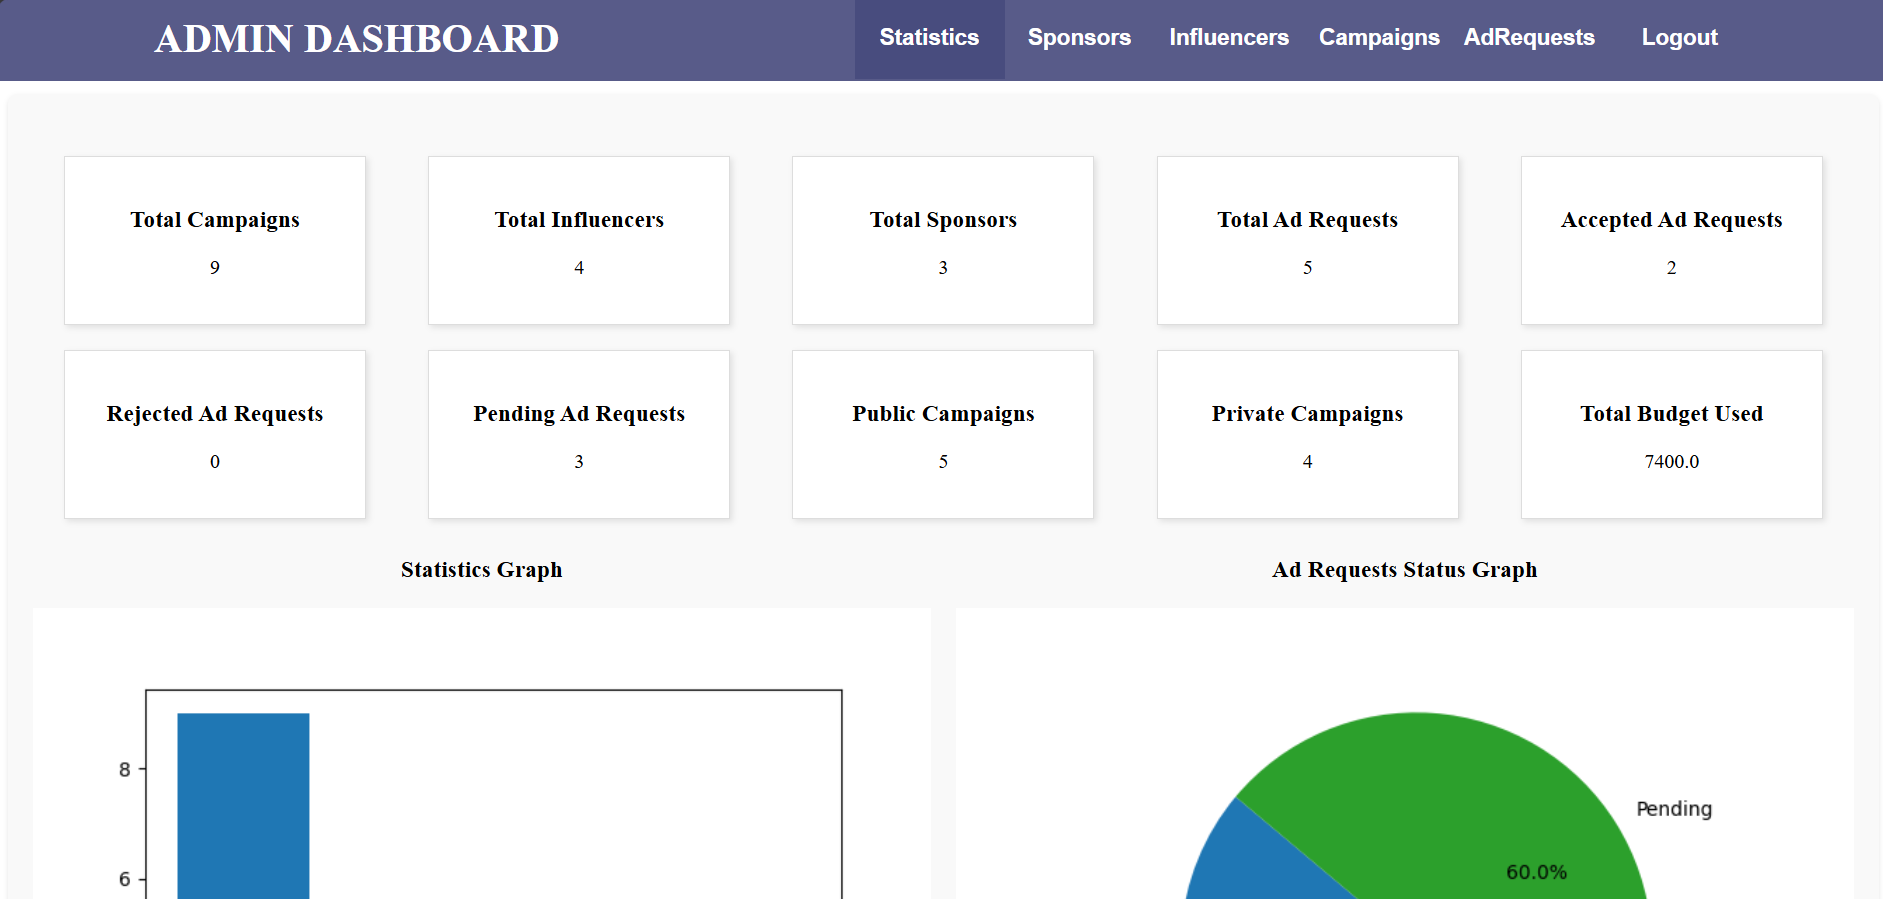 ADMIN DASHBOARD
Statistics Sponsors Influencers Campaigns AdRequests Logout
Total Campaigns
9
Total Influencers
4
Total Sponsors
3
Total Ad Requests
5
Accepted Ad Requests
2
Rejected Ad Requests
0
Pending Ad Requests
3
Public Campaigns
5
Private Campaigns
4
Total Budget Used
7400.0
Statistics Graph
8
6
Ad Requests Status Graph
Pending
60.0%